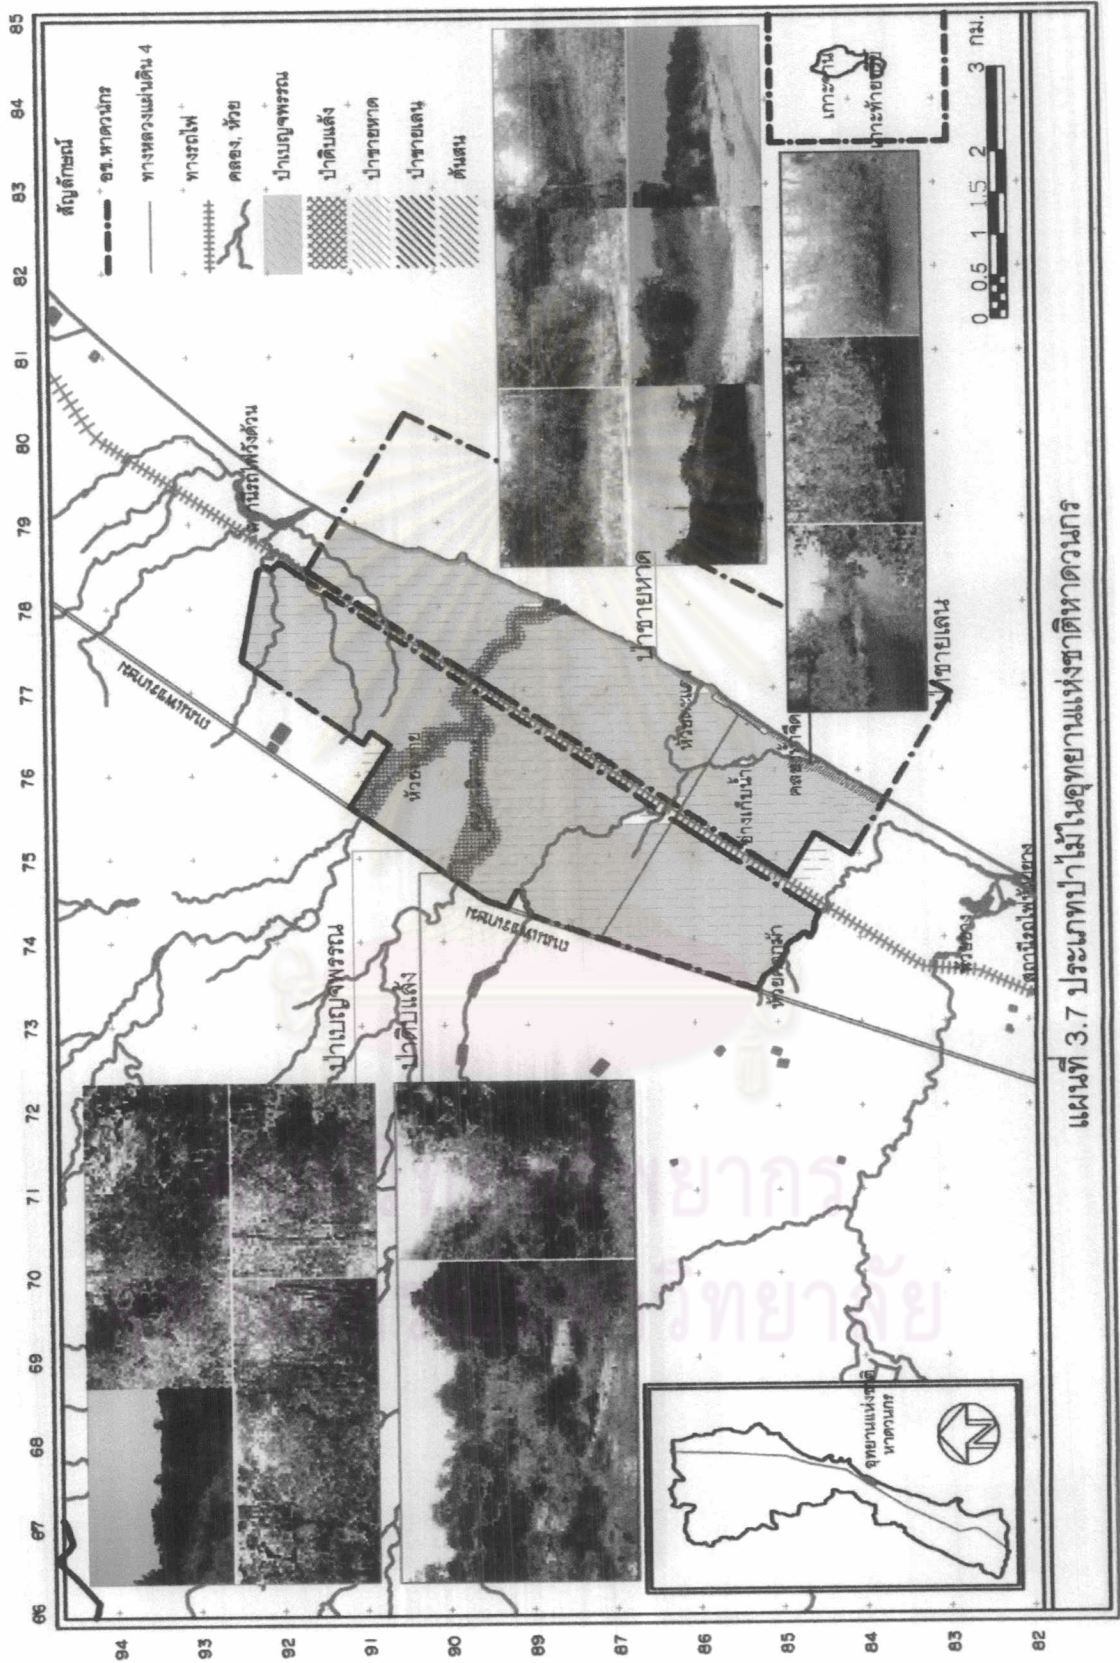 66 67 68 69 70 71 72 73 74 75 76 77 78 79 80 81 82 83 84 85
94
93
92
91
90
89
88
87
86
85
84
83
82
สัญลักษณ์
อช.หาดวนกร
ทางหลวงแผ่นดิน 4
ทางรถไฟ
คลอง, ห้วย
ป่าเบญจพรรณ
ป่าดิบแล้ง
ป่าชายหาด
ป่าชายเลน
ต้นสน
ป่าเบญจพรรณ
ป่าดิบแล้ง
ป่าชายหาด
ป่าชายเลน
อ่างเก็บน้ำ
ห้วยยาง
สถานีรถไฟห้วยยาง
เกาะจาน
เกาะท้ายทรีย์
0 0.5 1 1.5 2 3 กม.
อุทยานแห่งชาติ
หาดวนกร
N
แผนที่ 3.7 ประเภทป่าไม้ในอุทยานแห่งชาติหาดวนกร